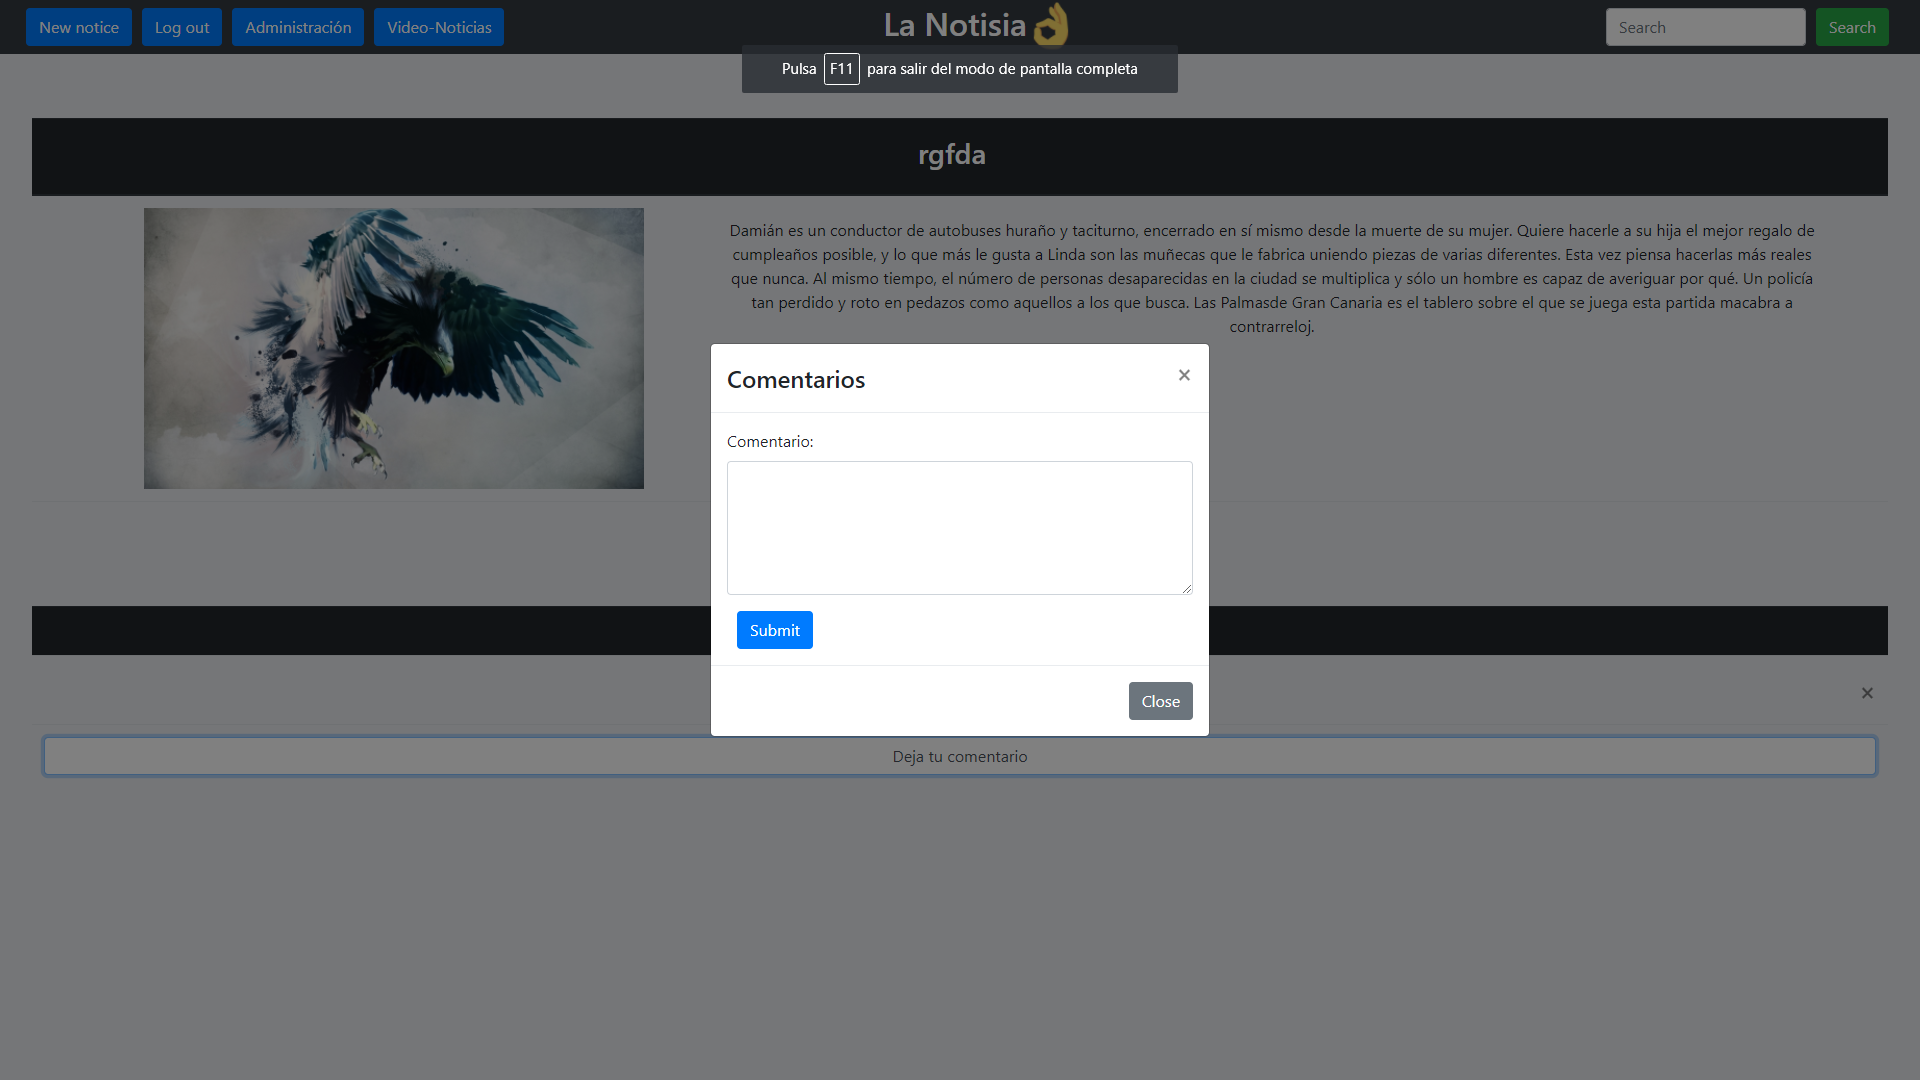 New notice
Log out
Administración
Video-Noticias
La Notisia👌
Search
Search
Pulsa F11 para salir del modo de pantalla completa
rgfda
Damián es un conductor de autobuses huraño y taciturno, encerrado en sí mismo desde la muerte de su mujer. Quiere hacerle a su hija el mejor regalo de
cumpleaños posible, y lo que más le gusta a Linda son las muñecas que le fabrica uniendo piezas de varias diferentes. Esta vez piensa hacerlas más reales
que nunca. Al mismo tiempo, el número de personas desaparecidas en la ciudad se multiplica y sólo un hombre es capaz de averiguar por qué. Un policía
tan perdido y roto en pedazos como aquellos a los que busca. Las Palmasde Gran Canaria es el tablero sobre el que se juega esta partida macabra a
contrarreloj.
Comentarios
×
Comentario:
Submit
Close
×
Deja tu comentario